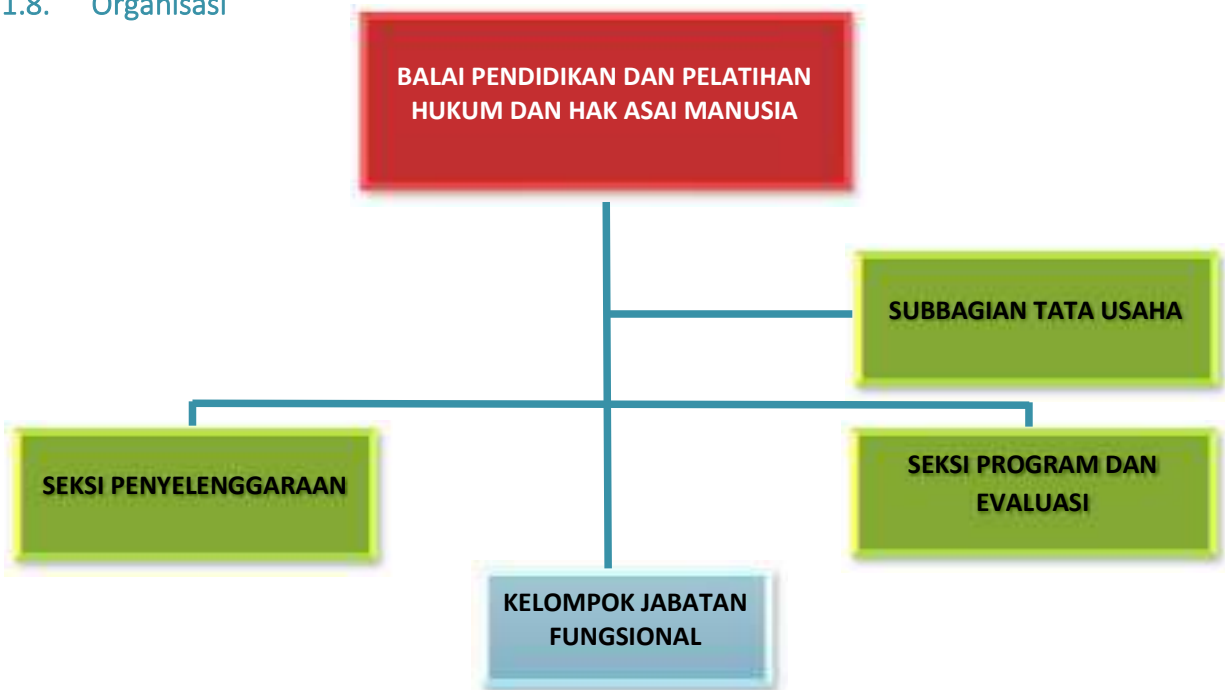 1.8. Organisasi
BALAI PENDIDIKAN DAN PELATIHAN
HUKUM DAN HAK ASAI MANUSIA
SUBBAGIAN TATA USAHA
SEKSI PENYELENGGARAAN
SEKSI PROGRAM DAN
EVALUASI
KELOMPOK JABATAN
FUNGSIONAL